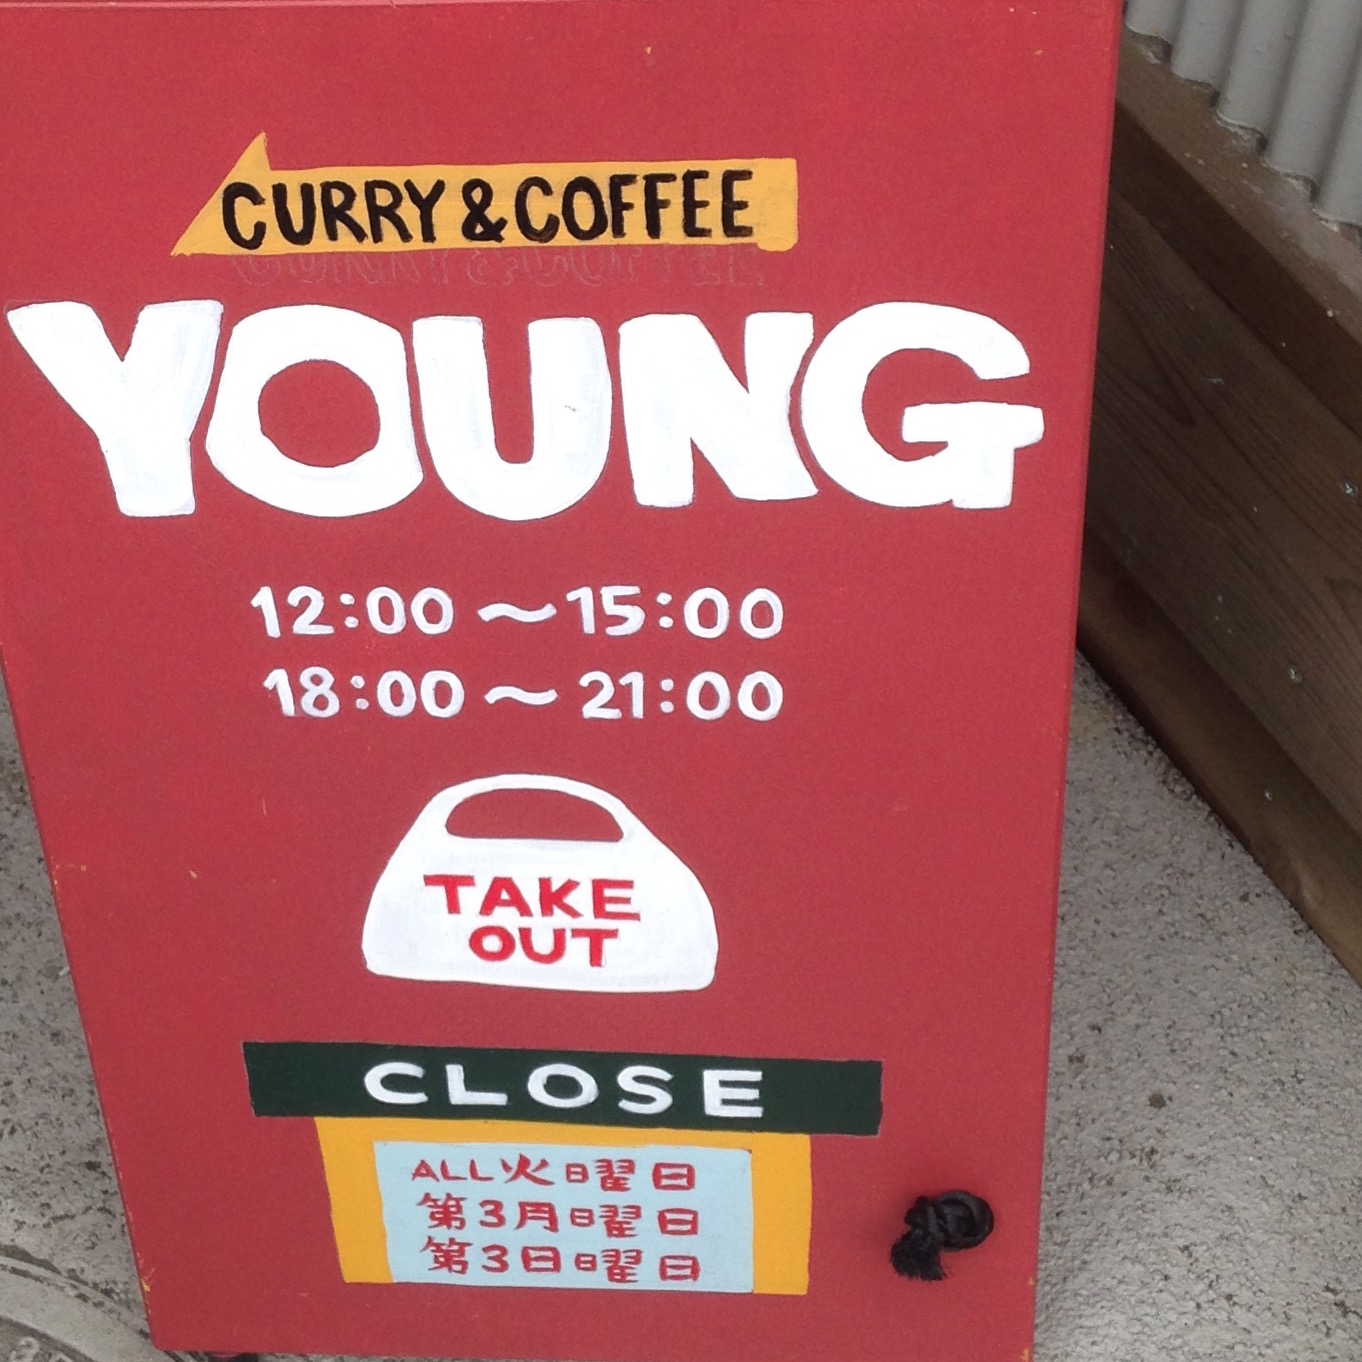 CURRY & COFFEE
YOUNG
12:00 〜 15:00
18:00 〜 21:00
TAKE
OUT
CLOSE
ALL火曜日
第3月曜日
第3日曜日